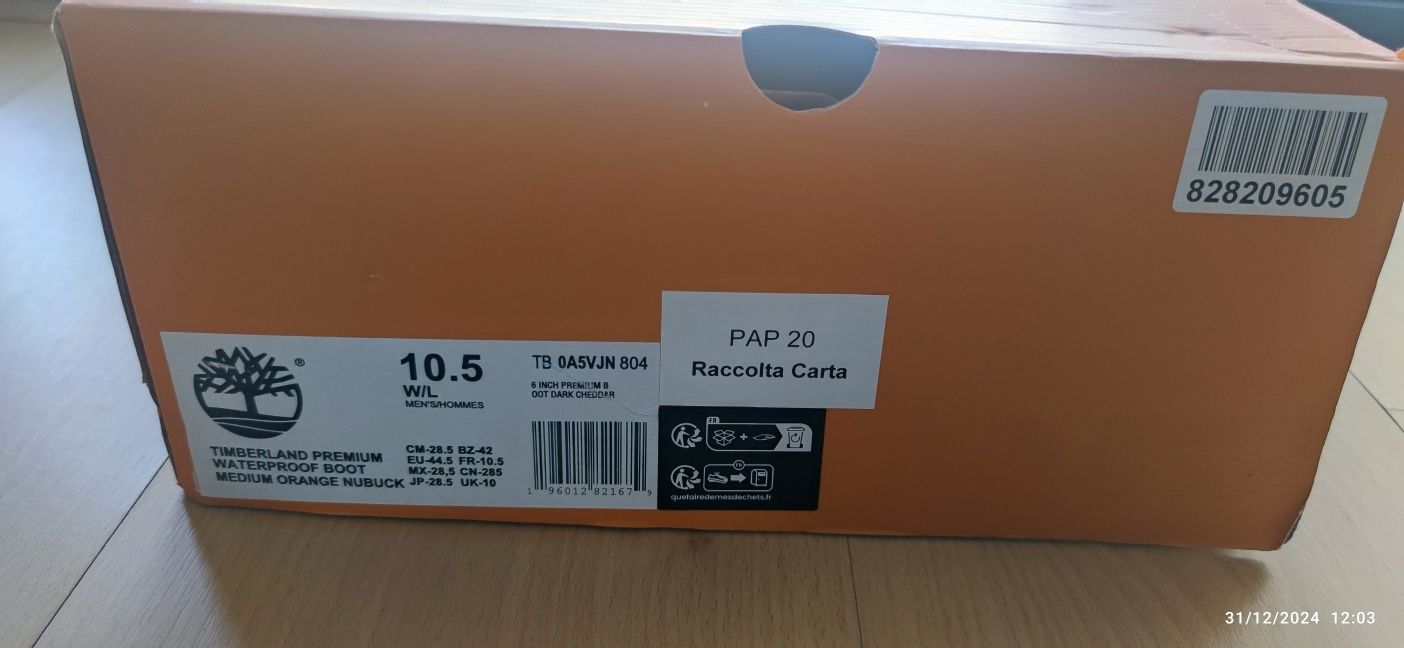 828209605
PAP 20
Raccolta Carta
®
10.5
W/L
MEN'S/HOMMES
TB 0A5VJN 804
6 INCH PREMIUM B
OOT DARK CHEDDAR
TIMBERLAND PREMIUM
WATERPROOF BOOT
MEDIUM ORANGE NUBUCK
CM-28.5 BZ-42
EU-44.5 FR-10.5
MX-28,5 CN-285
JP-28.5 UK-10
1 96012 82167 9
FR
FR
quefairedemesdechets.fr
31/12/2024 12:03